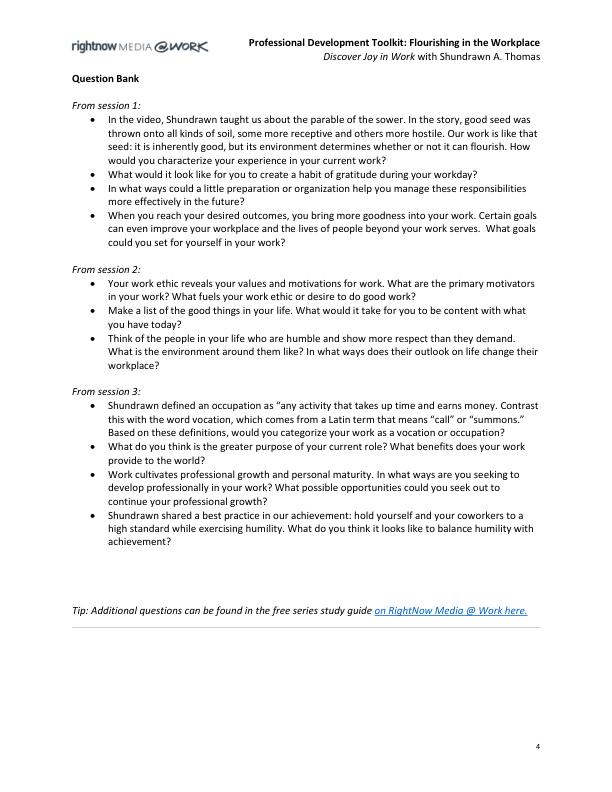 rightnow MEDIA @WORK
Professional Development Toolkit: Flourishing in the Workplace
Discover Joy in Work with Shundrawn A. Thomas
Question Bank
From session 1:
• In the video, Shundrawn taught us about the parable of the sower. In the story, good seed was
thrown onto all kinds of soil, some more receptive and others more hostile. Our work is like that
seed: it is inherently good, but its environment determines whether or not it can flourish. How
would you characterize your experience in your current work?
• What would it look like for you to create a habit of gratitude during your workday?
• In what ways could a little preparation or organization help you manage these responsibilities
more effectively in the future?
• When you reach your desired outcomes, you bring more goodness into your work. Certain goals
can even improve your workplace and the lives of people beyond your work serves.  What goals
could you set for yourself in your work?
From session 2:
• Your work ethic reveals your values and motivations for work. What are the primary motivators
in your work? What fuels your work ethic or desire to do good work?
• Make a list of the good things in your life. What would it take for you to be content with what
you have today?
• Think of the people in your life who are humble and show more respect than they demand.
What is the environment around them like? In what ways does their outlook on life change their
workplace?
From session 3:
• Shundrawn defined an occupation as “any activity that takes up time and earns money. Contrast
this with the word vocation, which comes from a Latin term that means “call” or “summons.”
Based on these definitions, would you categorize your work as a vocation or occupation?
• What do you think is the greater purpose of your current role? What benefits does your work
provide to the world?
• Work cultivates professional growth and personal maturity. In what ways are you seeking to
develop professionally in your work? What possible opportunities could you seek out to
continue your professional growth?
• Shundrawn shared a best practice in our achievement: hold yourself and your coworkers to a
high standard while exercising humility. What do you think it looks like to balance humility with
achievement?
Tip: Additional questions can be found in the free series study guide on RightNow Media @ Work here.
4